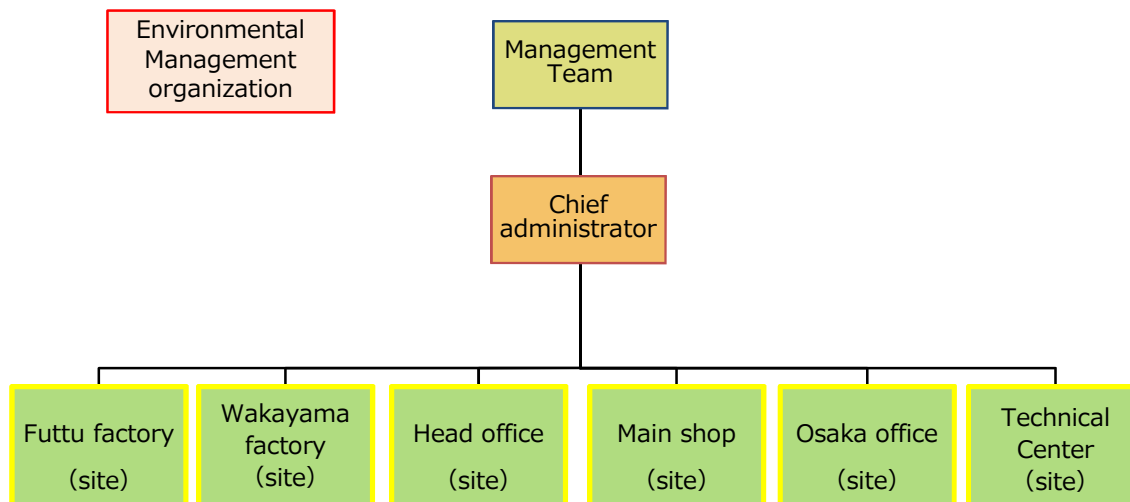 Environmental
Management
organization
Management
Team
Chief
administrator
Futtu factory
(site)
Wakayama
factory
(site)
Head office
(site)
Main shop
(site)
Osaka office
(site)
Technical
Center
(site)